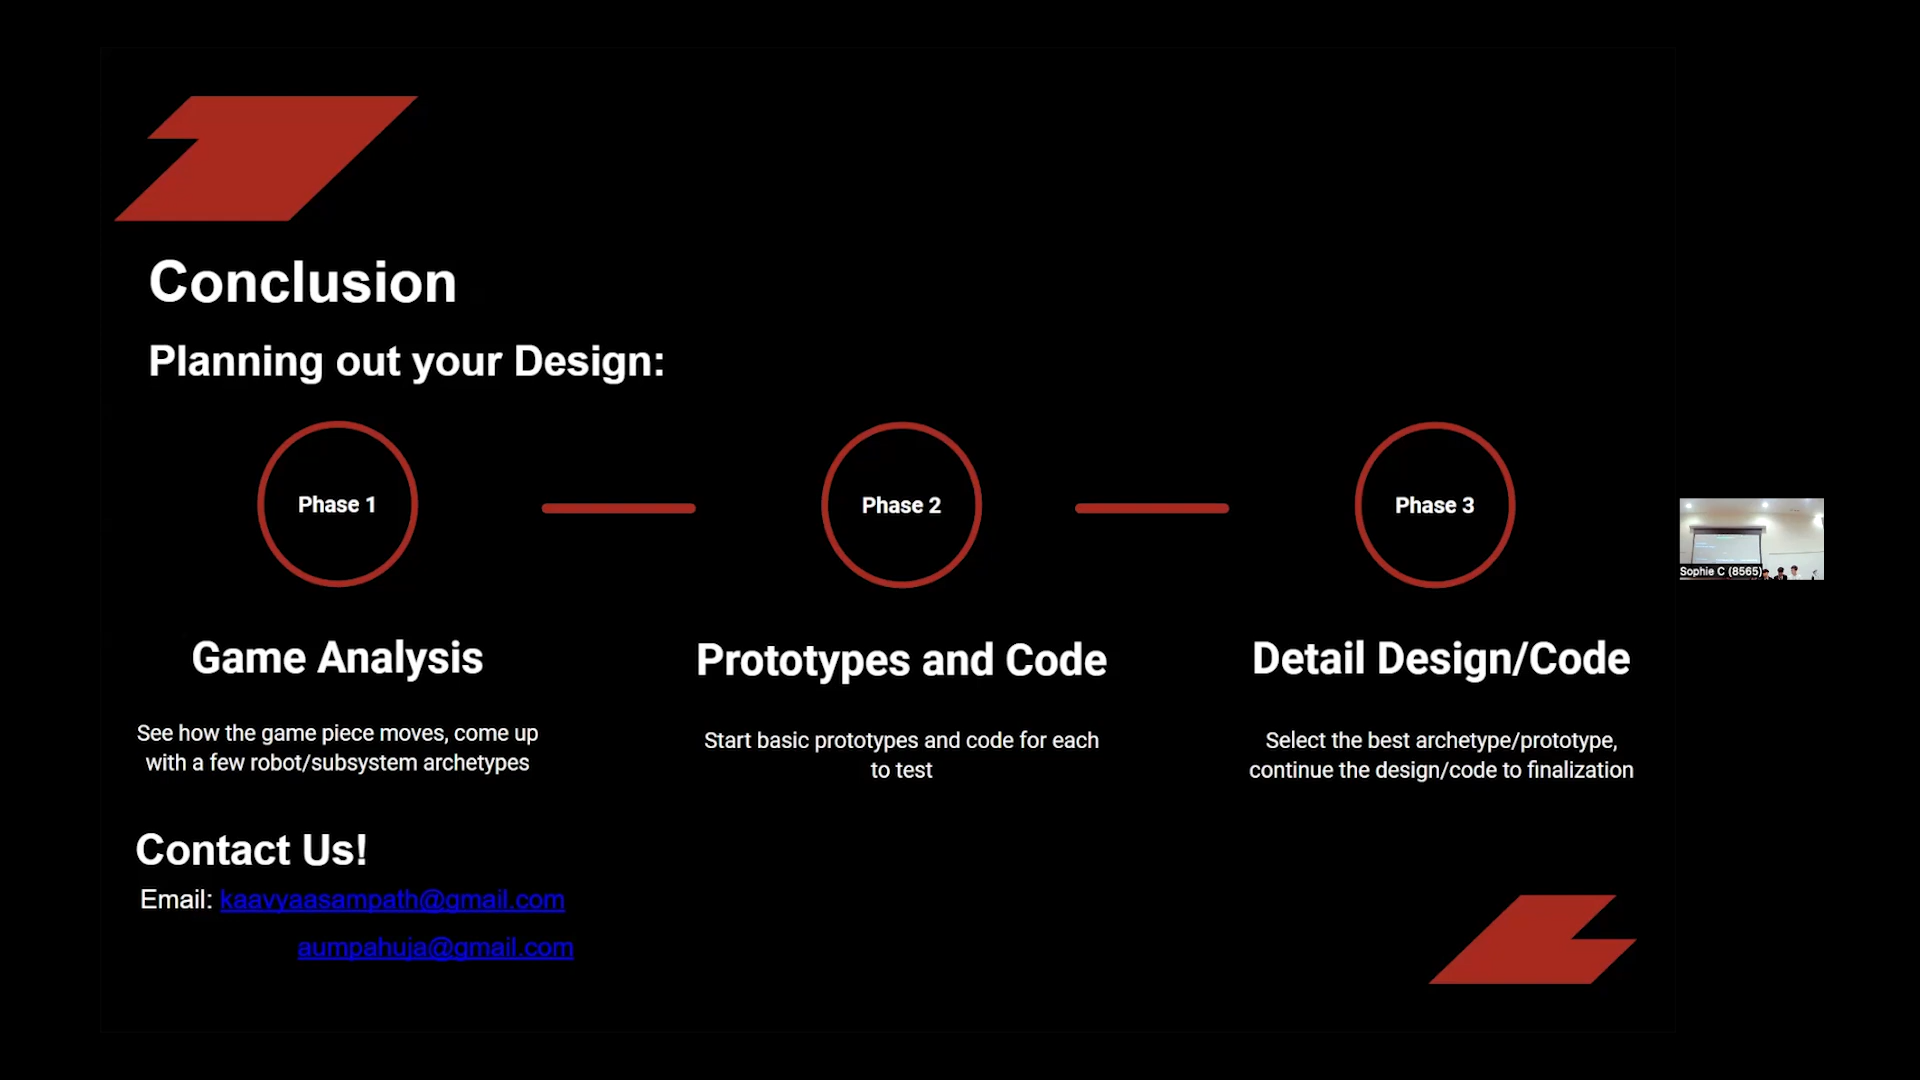 Conclusion
Planning out your Design:
Phase 1
Phase 2
Phase 3
Game Analysis
Prototypes and Code
Detail Design/Code
See how the game piece moves, come up
with a few robot/subsystem archetypes
Start basic prototypes and code for each
to test
Select the best archetype/prototype,
continue the design/code to finalization
Contact Us!
Email: kaavyaasampath@gmail.com
aumpahuja@gmail.com
Sophie C (8565)